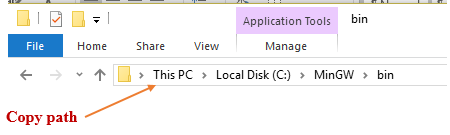 Application Tools bin
File Home Share View Manage
This PC > Local Disk (C:) > MinGW > bin
Copy path